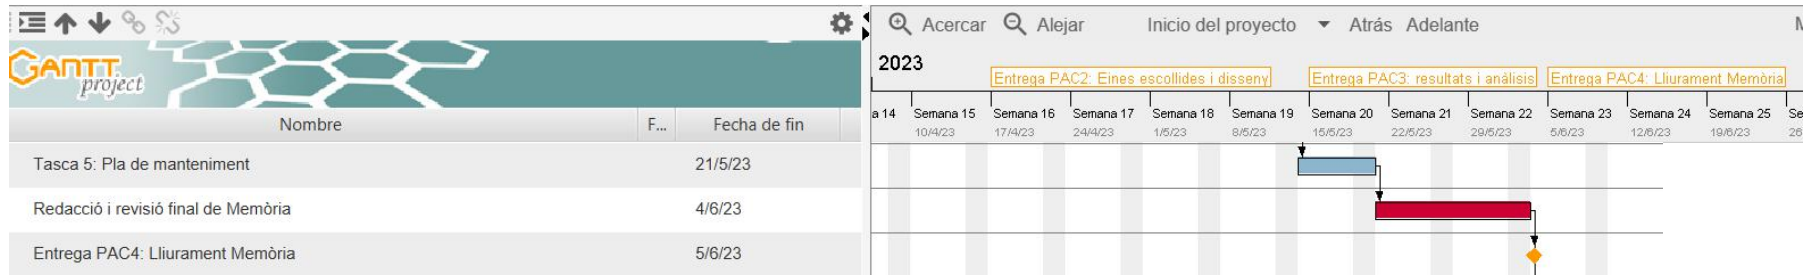 Acercar Alejar Inicio del proyecto Atrás Adelante
GANTT
project
2023
Entrega PAC2: Eines escollides i disseny Entrega PAC3: resultats i anàlisis Entrega PAC4: Lliurament Memòria
Nombre F... Fecha de fin
a 14 Semana 15 Semana 16 Semana 17 Semana 18 Semana 19 Semana 20 Semana 21 Semana 22 Semana 23 Semana 24 Semana 25 Se
10/4/23 17/4/23 24/4/23 1/5/23 8/5/23 15/5/23 22/5/23 29/5/23 5/6/23 12/6/23 19/6/23 26
Tasca 5: Pla de manteniment 21/5/23
Redacció i revisió final de Memòria 4/6/23
Entrega PAC4: Lliurament Memòria 5/6/23